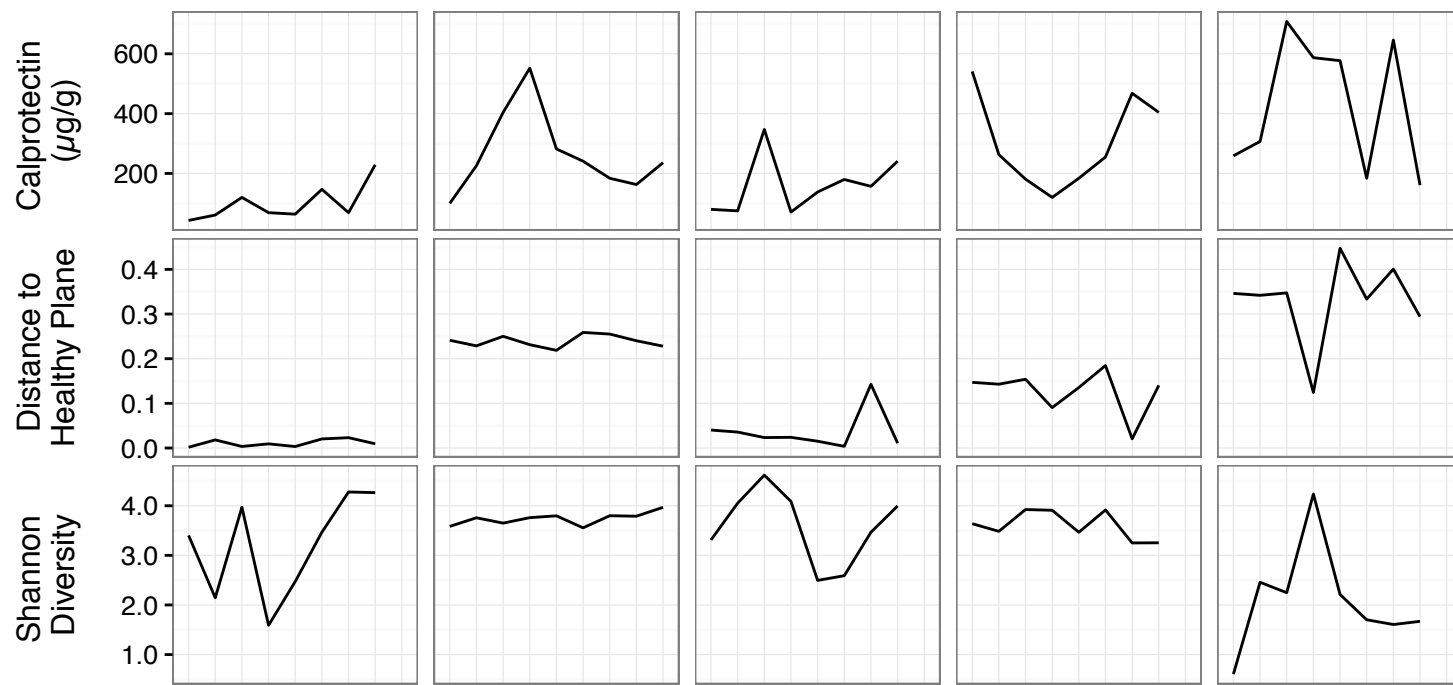 Calprotectin
(µg/g)
600
400
200
Distance to
Healthy Plane
0.4
0.3
0.2
0.1
0.0
Shannon
Diversity
4.0
3.0
2.0
1.0